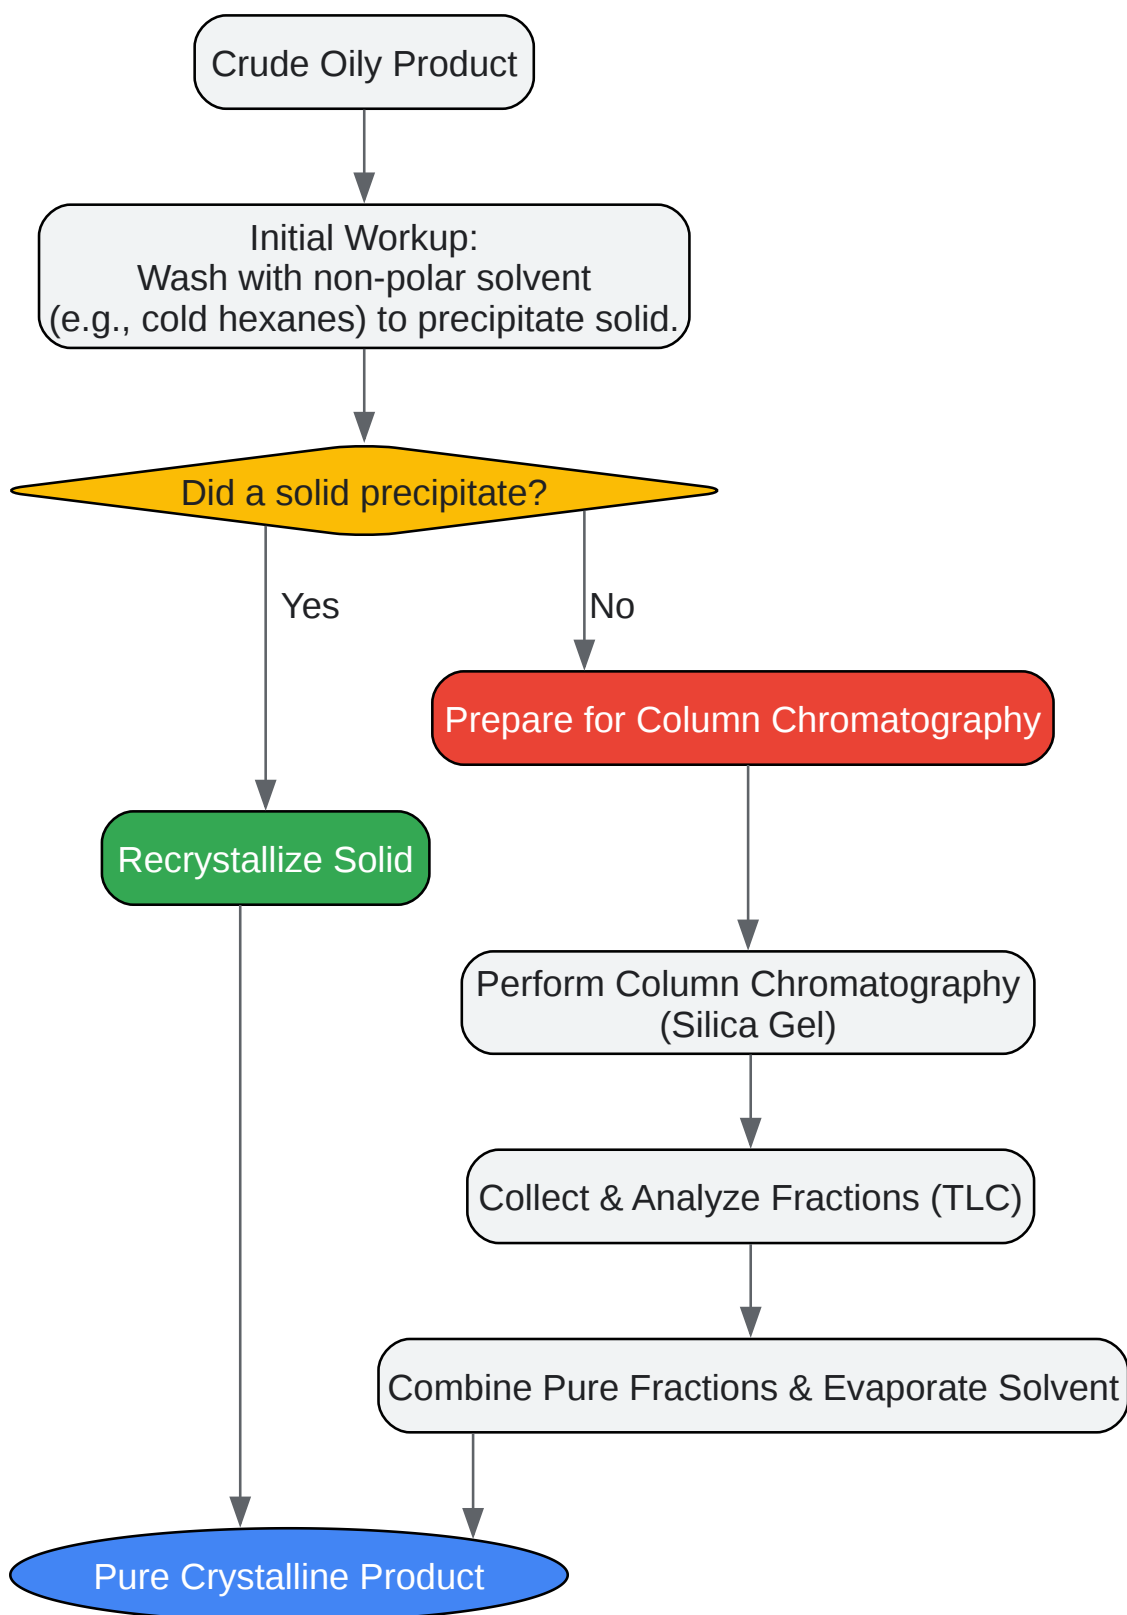 Crude Oily Product
Initial Workup:
Wash with non-polar solvent
(e.g., cold hexanes) to precipitate solid.
Did a solid precipitate?
Yes
No
Prepare for Column Chromatography
Recrystallize Solid
Perform Column Chromatography
(Silica Gel)
Collect & Analyze Fractions (TLC)
Combine Pure Fractions & Evaporate Solvent
Pure Crystalline Product